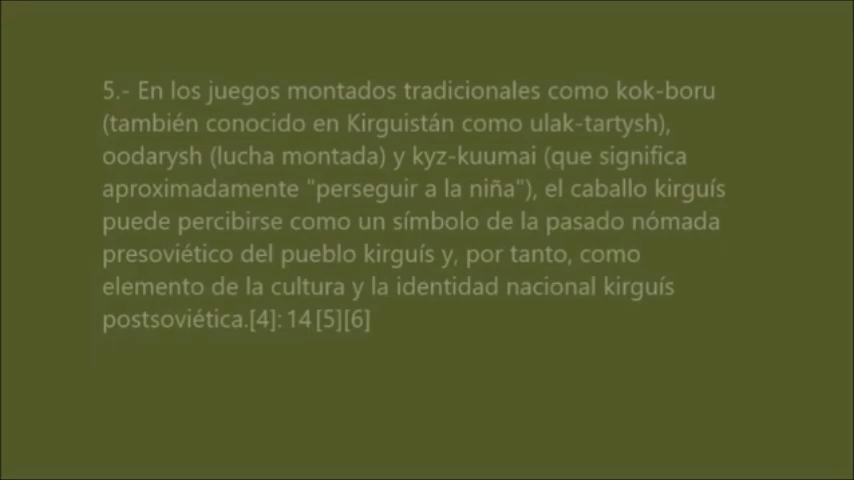 5.- En los juegos montados tradicionales como kok-boru
(también conocido en Kirguistán como ulak-tartysh),
oodarysh (lucha montada) y kyz-kuumai (que significa
aproximadamente "perseguir a la niña"), el caballo kirguís
puede percibirse como un símbolo de la pasado nómada
presoviético del pueblo kirguís y, por tanto, como
elemento de la cultura y la identidad nacional kirguís
postsoviética.[4]: 14 [5][6]